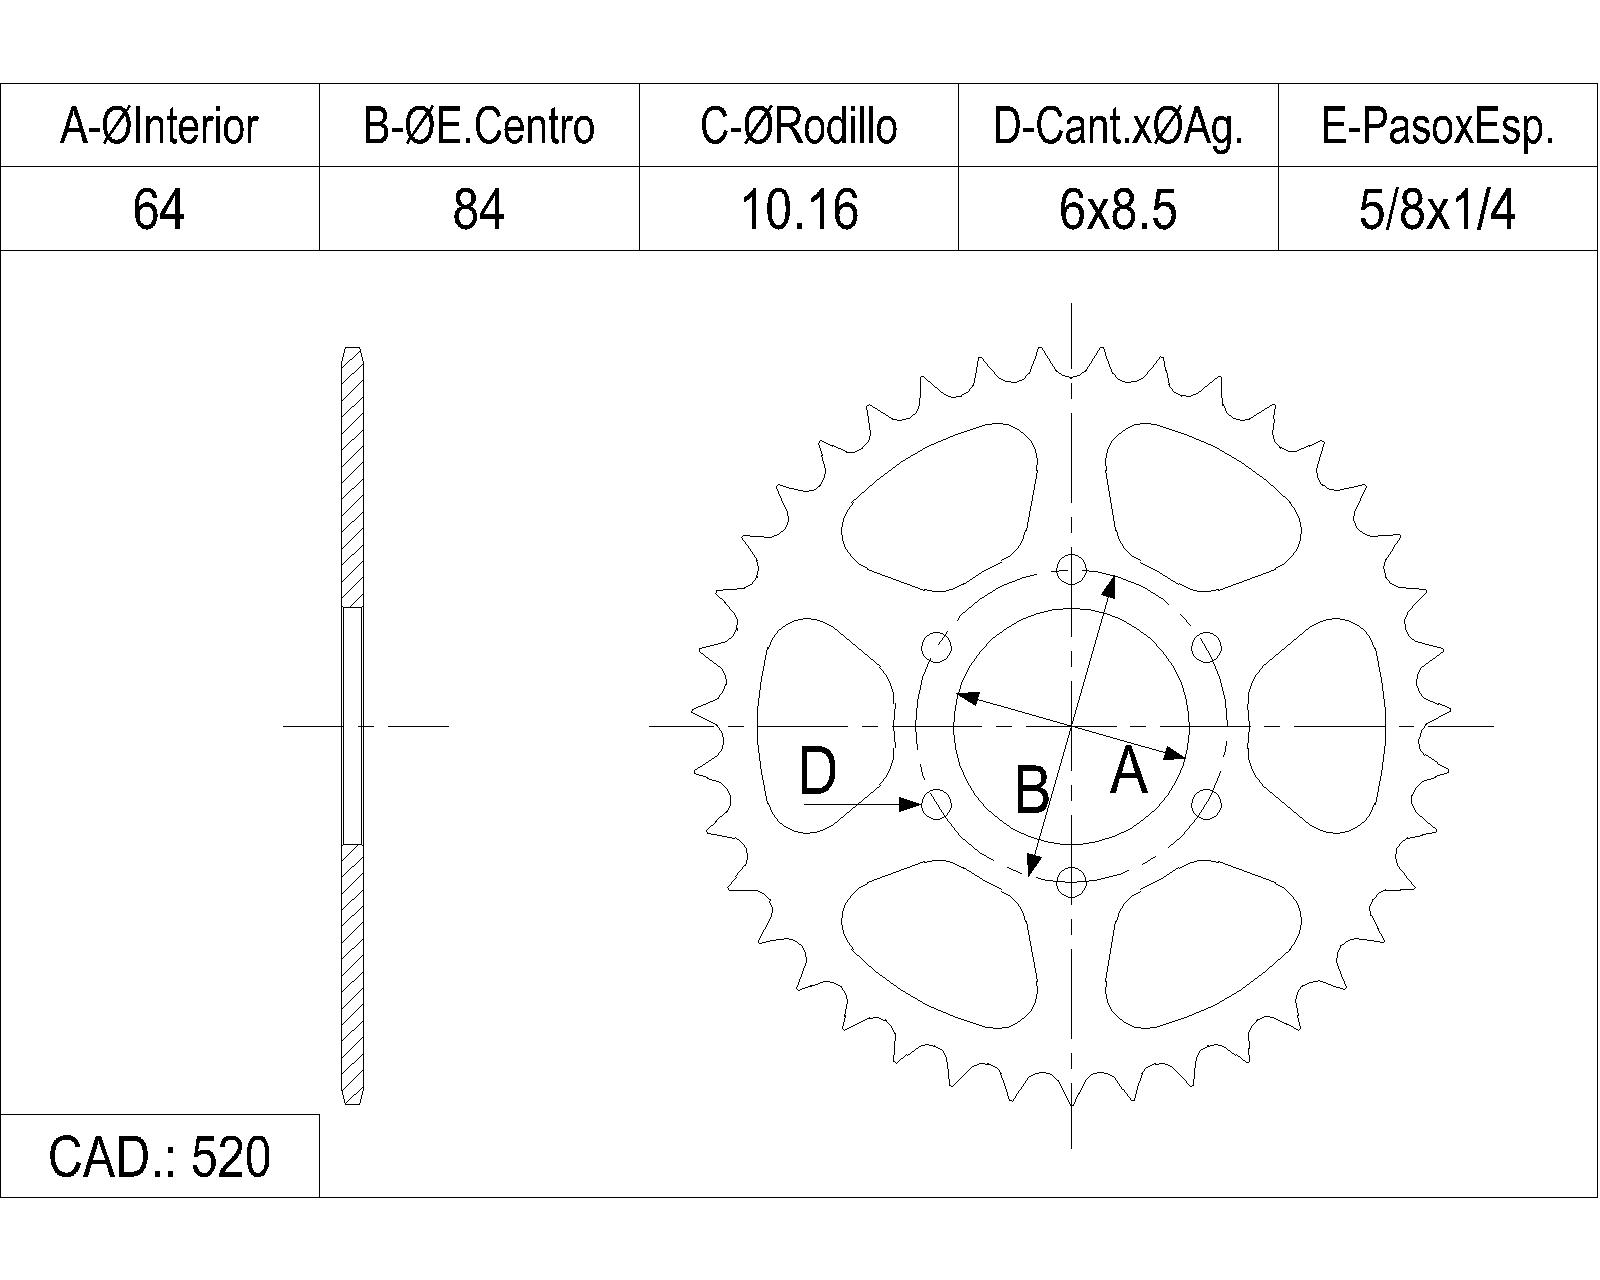 A-ØInterior B-ØE.Centro C-ØRodillo D-Cant.xØAg. E-PasoxEsp.
64 84 10.16 6x8.5 5/8x1/4
D
B
A
CAD.: 520